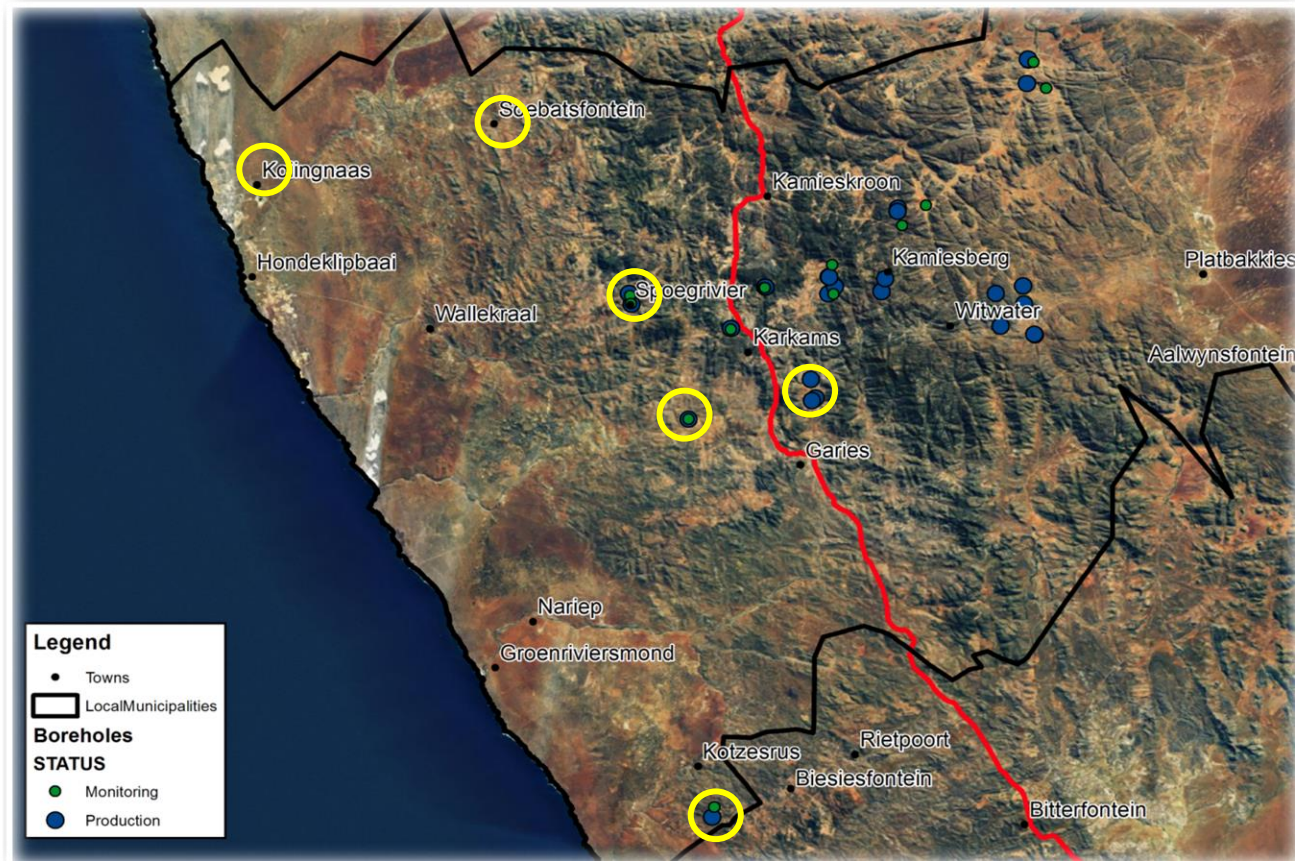 Soebatsfontein
Koiingnaas
Kamieskroon
Hondeklipbaai
Kamiesberg
Platbakkies
Spoegrivier
Wallekraal
Witwater
Karkams
Aalwynsfontein
Garies
Nariep
Groenriviersmond
Kotzesrus
Rietpoort
Biesiesfontein
Bitterfontein
Legend
Towns
LocalMunicipalities
Boreholes
STATUS
Monitoring
Production